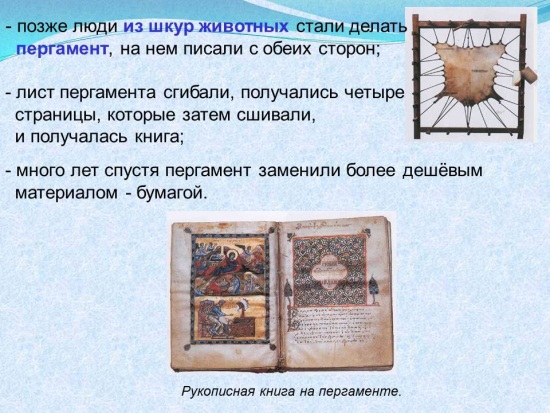 - позже люди из шкур животных стали делать
пергамент, на нем писали с обеих сторон;
- лист пергамента сгибали, получались четыре
страницы, которые затем сшивали,
и получалась книга;
- много лет спустя пергамент заменили более дешёвым
материалом - бумагой.
Рукописная книга на пергаменте.